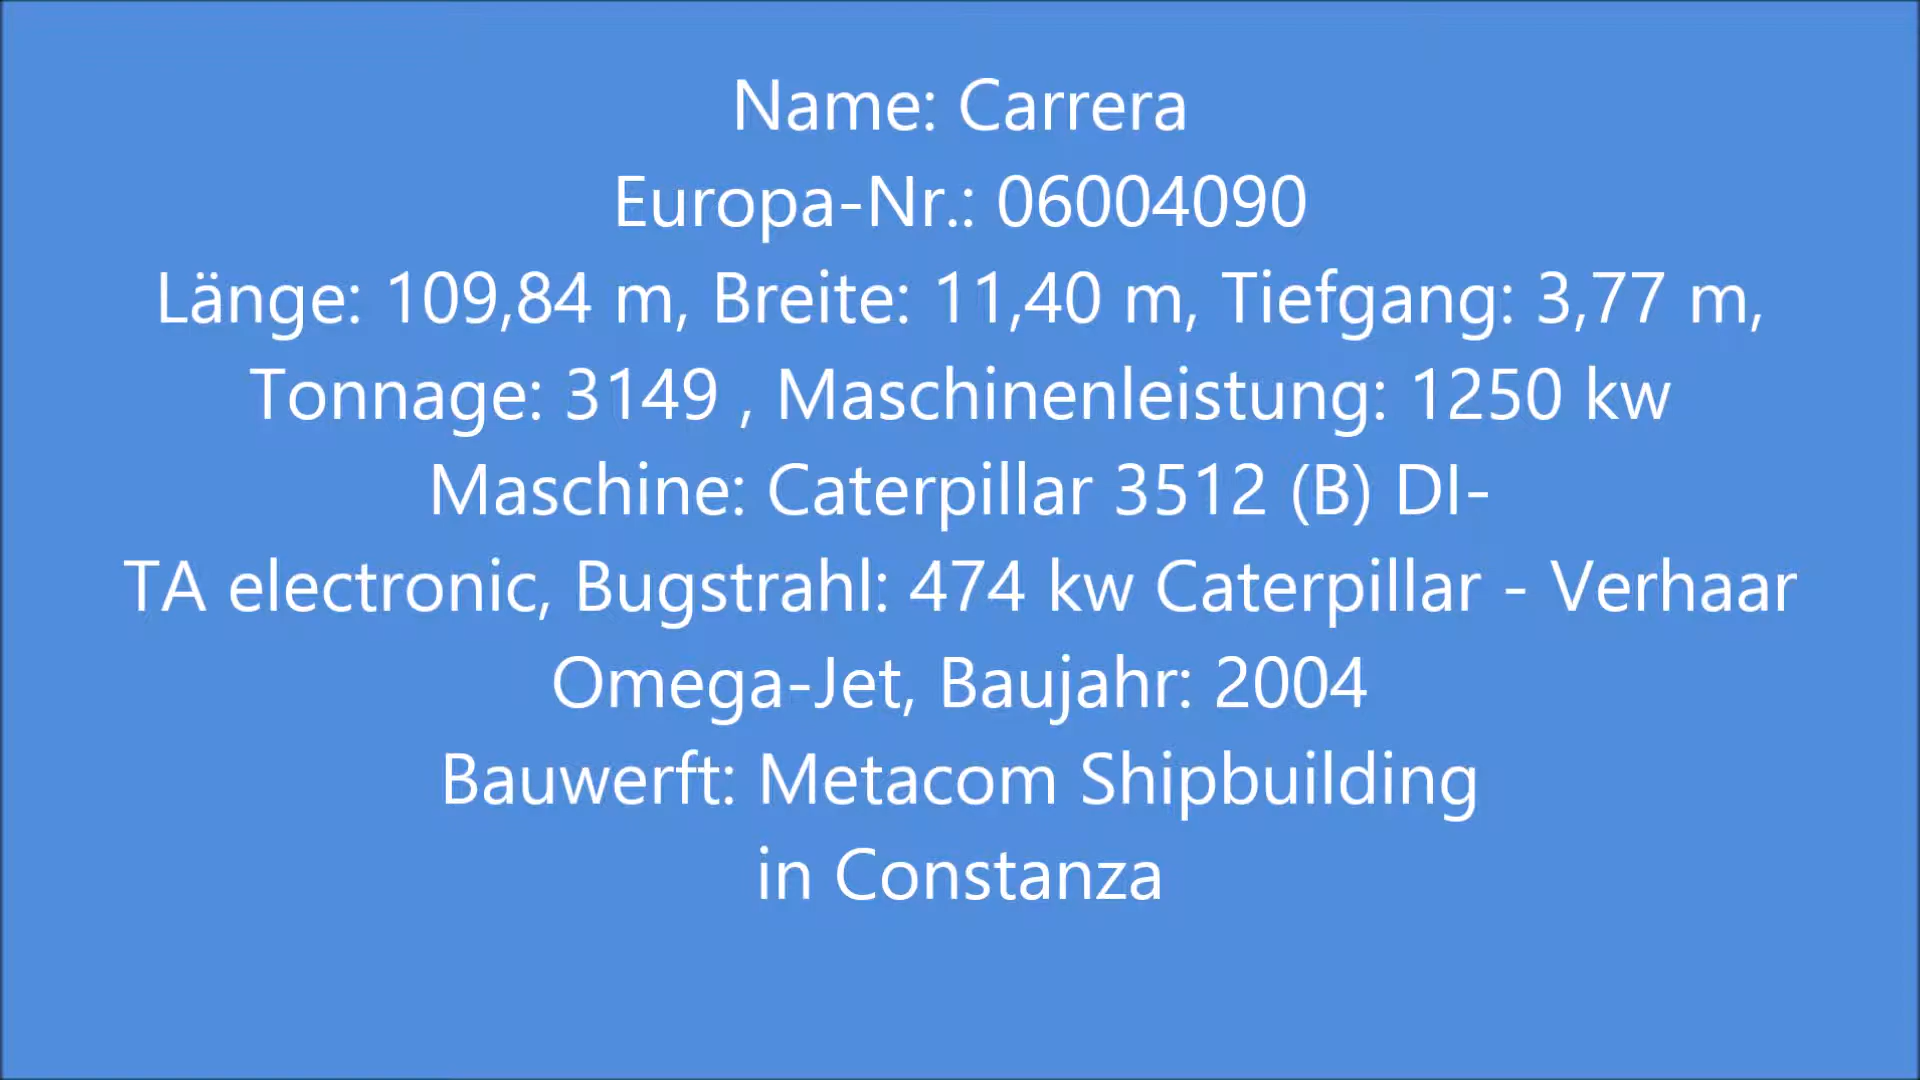 Name: Carrera
Europa-Nr.: 06004090
Länge: 109,84 m, Breite: 11,40 m, Tiefgang: 3,77 m,
Tonnage: 3149 , Maschinenleistung: 1250 kw
Maschine: Caterpillar 3512 (B) DI-
TA electronic, Bugstrahl: 474 kw Caterpillar - Verhaar
Omega-Jet, Baujahr: 2004
Bauwerft: Metacom Shipbuilding
in Constanza